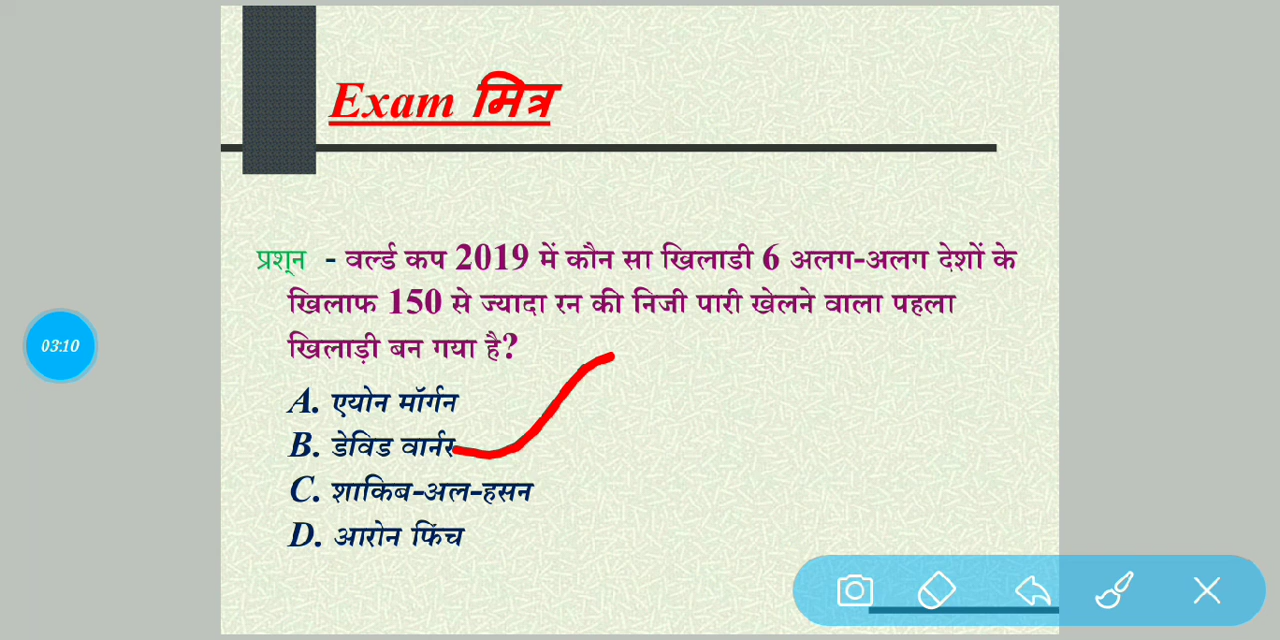 Exam मित्र
प्रश्न - वर्ल्ड कप 2019 में कौन सा खिलाडी 6 अलग-अलग देशों के
खिलाफ 150 से ज्यादा रन की निजी पारी खेलने वाला पहला
खिलाड़ी बन गया है?
03:10
A. एयोन मॉर्गन
B. डेविड वार्नर
C. शाकिब-अल-हसन
D. आरोन फिंच